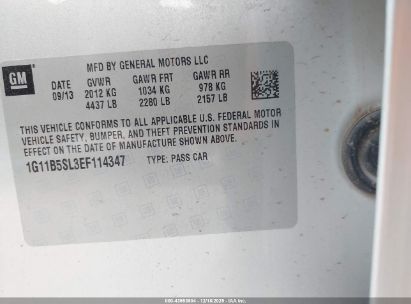 MFD BY GENERAL MOTORS LLC
GM
DATE GVWR GAWR FRT GAWR RR
09/13 2012 KG 1034 KG 978 KG
4437 LB 2280 LB 2157 LB
THIS VEHICLE CONFORMS TO ALL APPLICABLE U.S. FEDERAL MOTOR
VEHICLE SAFETY, BUMPER, AND THEFT PREVENTION STANDARDS IN
EFFECT ON THE DATE OF MANUFACTURE SHOWN ABOVE.
1G11B5SL3EF114347 TYPE: PASS CAR